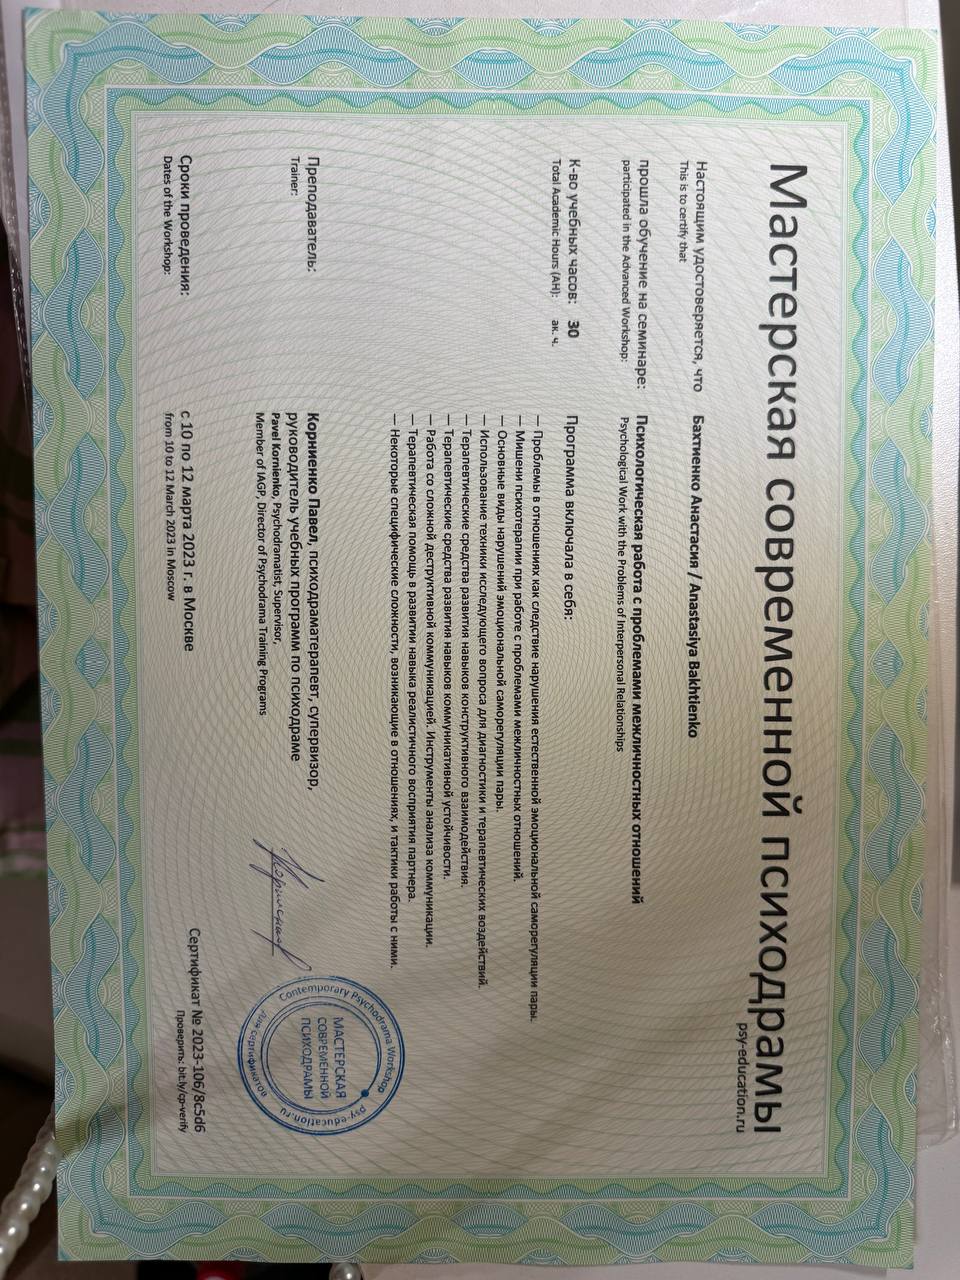 Мастерская современной психодрамы
psy-education.ru
Настоящим удостоверяется, что
This is to certify that
Бахтиенко Анастасия / Anastasiya Bakhtienko
прошла обучение на семинаре:
participated in the Advanced Workshop:
Психологическая работа с проблемами межличностных отношений
Psychological Work with the Problems of Interpersonal Relationships
К-во учебных часов: 30
Total Academic Hours (AH): ак. ч.
Программа включала в себя:
— Проблемы в отношениях как следствие нарушения естественной эмоциональной саморегуляции пары.
— Мишени психотерапии при работе с проблемами межличностных отношений.
— Основные виды нарушений эмоциональной саморегуляции пары.
— Использование техники исследующего вопроса для диагностики и терапевтических воздействий.
— Терапевтические средства развития навыков конструктивного взаимодействия.
— Терапевтические средства развития навыков коммуникативной устойчивости.
— Работа со сложной деструктивной коммуникацией. Инструменты анализа коммуникации.
— Терапевтическая помощь в развитии навыка реалистичного восприятия партнера.
— Некоторые специфические сложности, возникающие в отношениях, и тактики работы с ними.
Преподаватель:
Trainer:
Корниенко Павел, психодраматерапевт, супервизор,
руководитель учебных программ по психодраме
Pavel Kornienko, Psychodramatist, Supervisor,
Member of IAGP, Director of Psychodrama Training Programs
Contemporary Psychodrama Workshop
psy-education.ru
Для сертификатов
МАСТЕРСКАЯ
СОВРЕМЕННОЙ
ПСИХОДРАМЫ
Сроки проведения:
Dates of the Workshop:
с 10 по 12 марта 2023 г. в Москве
from 10 to 12 March 2023 in Moscow
Сертификат № 2023-106/8c5d6
Проверить: bit.ly/cp-verify